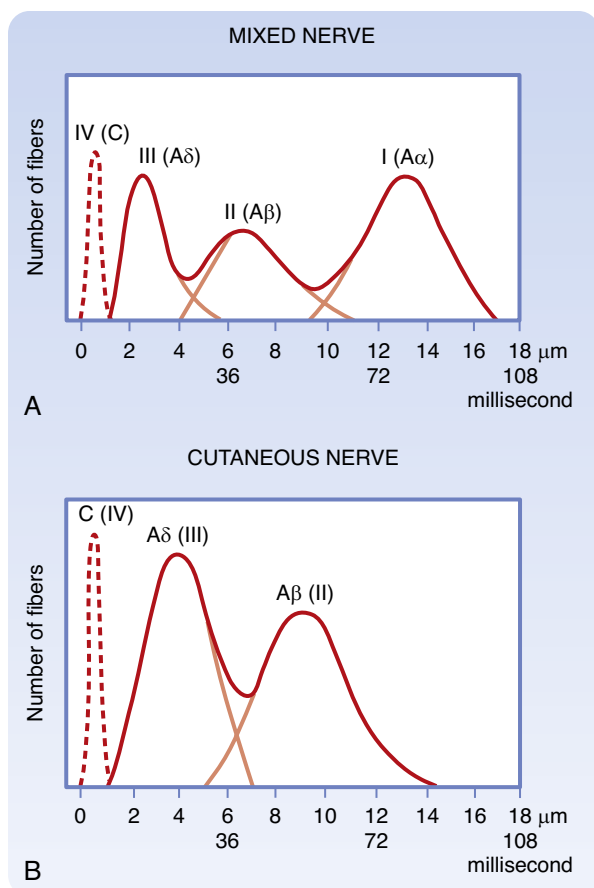 MIXED NERVE
Number of fibers
IV (C)
III (Aδ)
II (Aβ)
I (Aα)
0 2 4 6 8 10 12 14 16 18 μm
36 72 108
millisecond
A
CUTANEOUS NERVE
Number of fibers
C (IV)
Aδ (III)
Aβ (II)
0 2 4 6 8 10 12 14 16 18 μm
36 72 108
millisecond
B